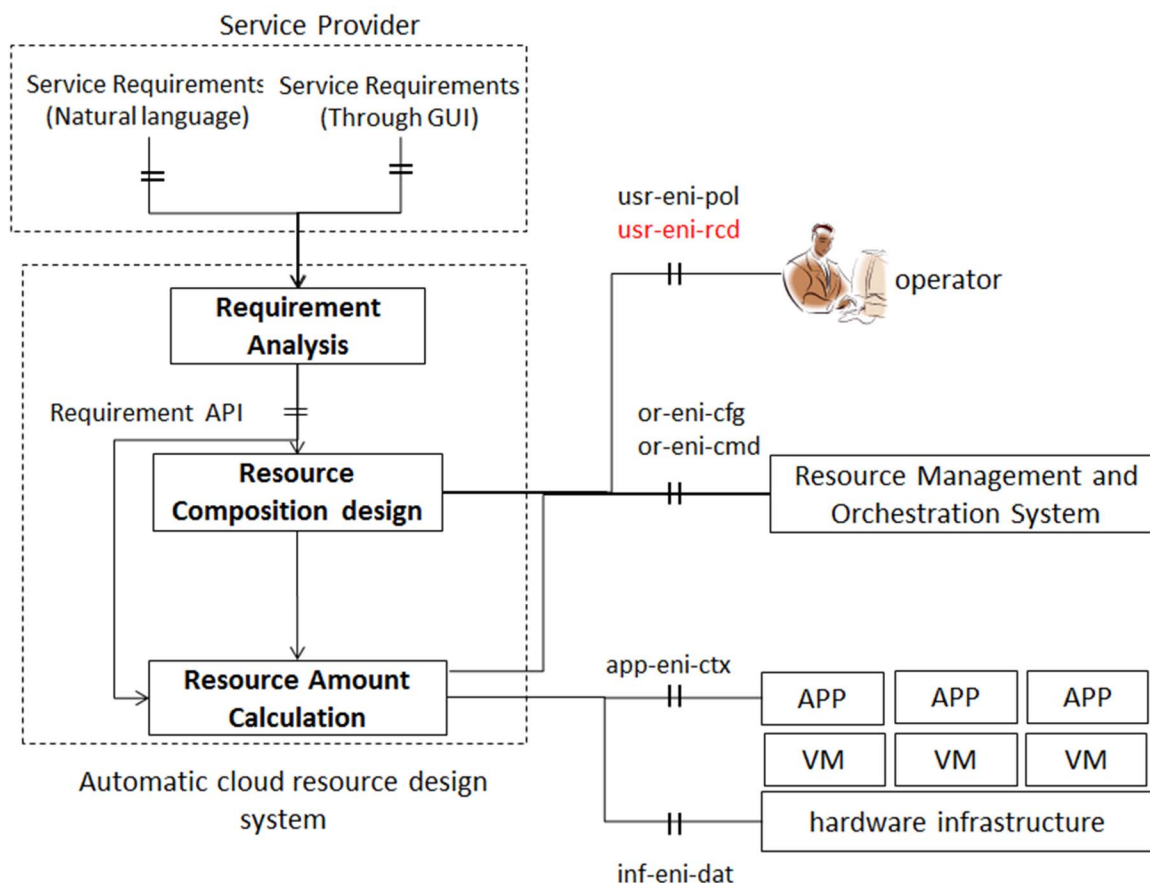 Service Provider
Service Requirements
(Natural language)
Service Requirements
(Through GUI)
usr-eni-pol
usr-eni-rcd
operator
Requirement
Analysis
Requirement API
or-eni-cfg
or-eni-cmd
Resource
Composition design
Resource Management and
Orchestration System
app-eni-ctx
Resource Amount
Calculation
APP
APP
APP
VM
VM
VM
Automatic cloud resource design
system
hardware infrastructure
inf-eni-dat